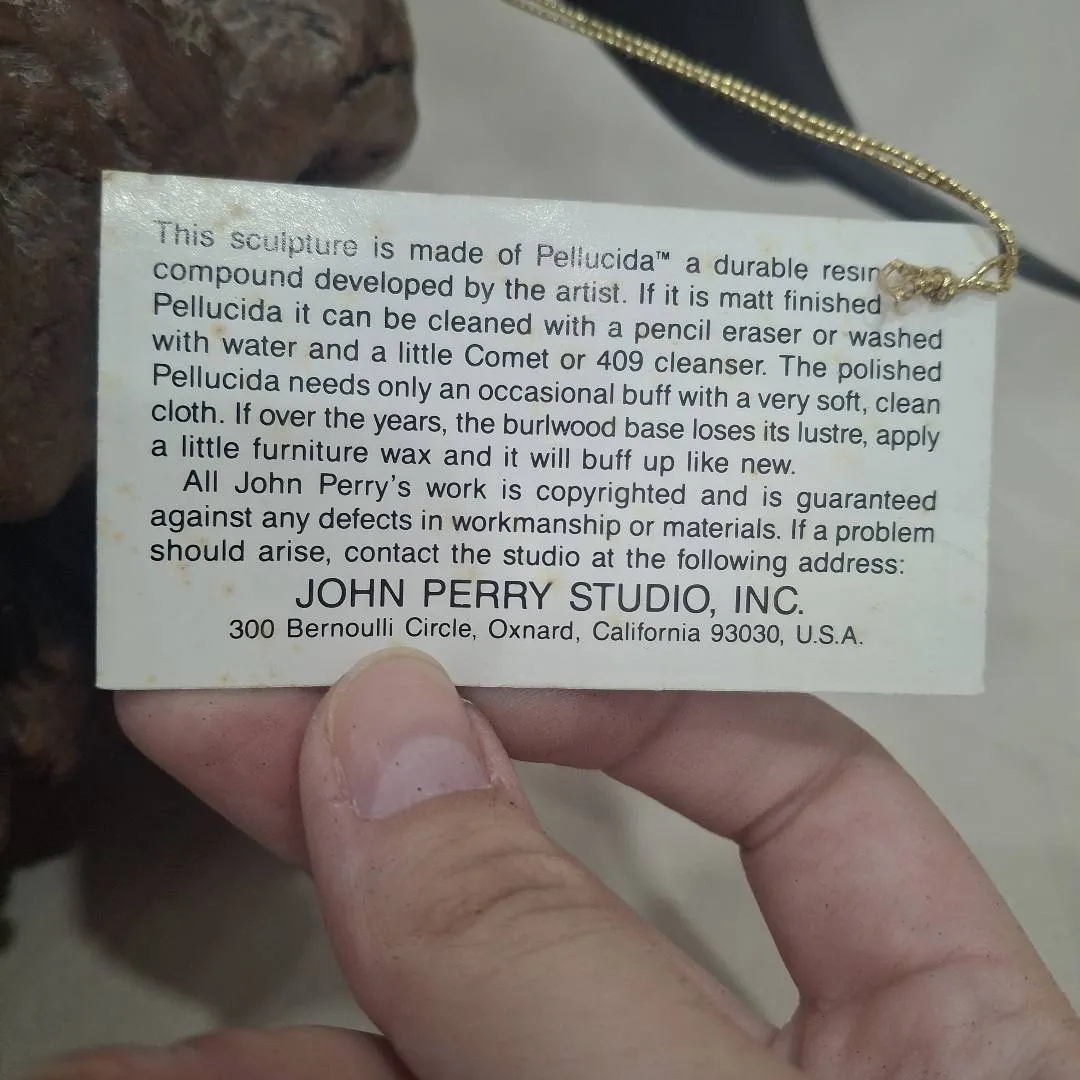 This sculpture is made of Pellucida™ a durable resin
compound developed by the artist. If it is matt finished
Pellucida it can be cleaned with a pencil eraser or washed
with water and a little Comet or 409 cleanser. The polished
Pellucida needs only an occasional buff with a very soft, clean
cloth. If over the years, the burlwood base loses its lustre, apply
a little furniture wax and it will buff up like new.
All John Perry's work is copyrighted and is guaranteed
against any defects in workmanship or materials. If a problem
should arise, contact the studio at the following address:
JOHN PERRY STUDIO, INC.
300 Bernoulli Circle, Oxnard, California 93030, U.S.A.